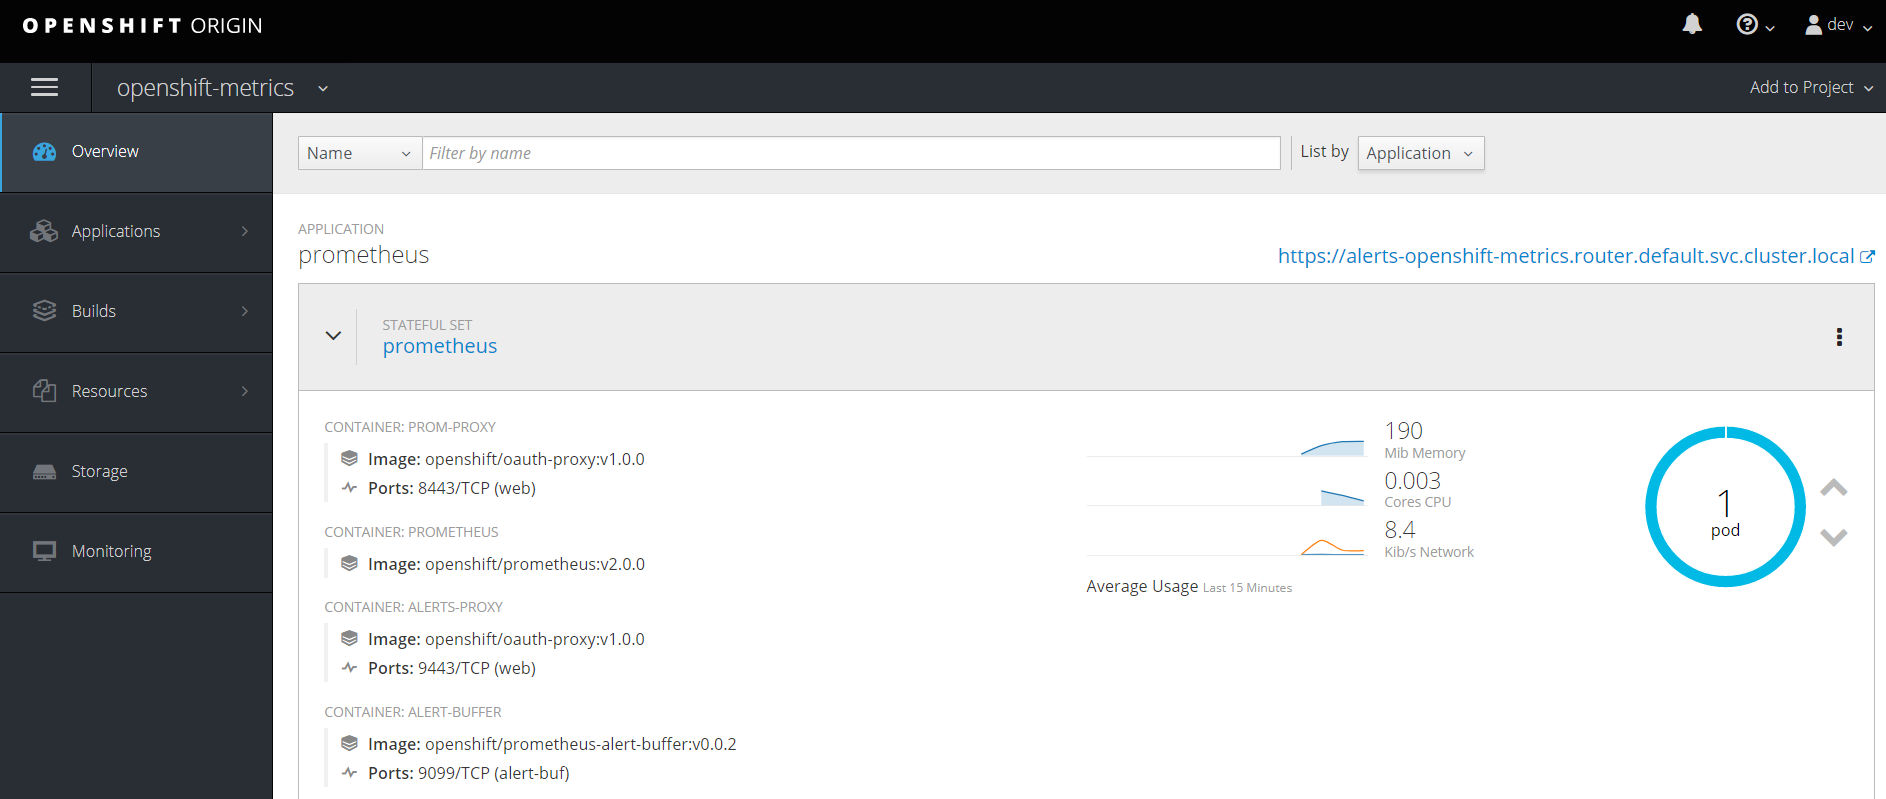 OPENSHIFT ORIGIN
dev
openshift-metrics
Add to Project
Overview
Applications
Builds
Resources
Storage
Monitoring
Name
Filter by name
List by
Application
APPLICATION
prometheus
https://alerts-openshift-metrics.router.default.svc.cluster.local
STATEFUL SET
prometheus
CONTAINER: PROM-PROXY
Image: openshift/oauth-proxy:v1.0.0
Ports: 8443/TCP (web)
CONTAINER: PROMETHEUS
Image: openshift/prometheus:v2.0.0
CONTAINER: ALERTS-PROXY
Image: openshift/oauth-proxy:v1.0.0
Ports: 9443/TCP (web)
CONTAINER: ALERT-BUFFER
Image: openshift/prometheus-alert-buffer:v0.0.2
Ports: 9099/TCP (alert-buf)
190
Mib Memory
0.003
Cores CPU
8.4
Kib/s Network
Average Usage Last 15 Minutes
1
pod